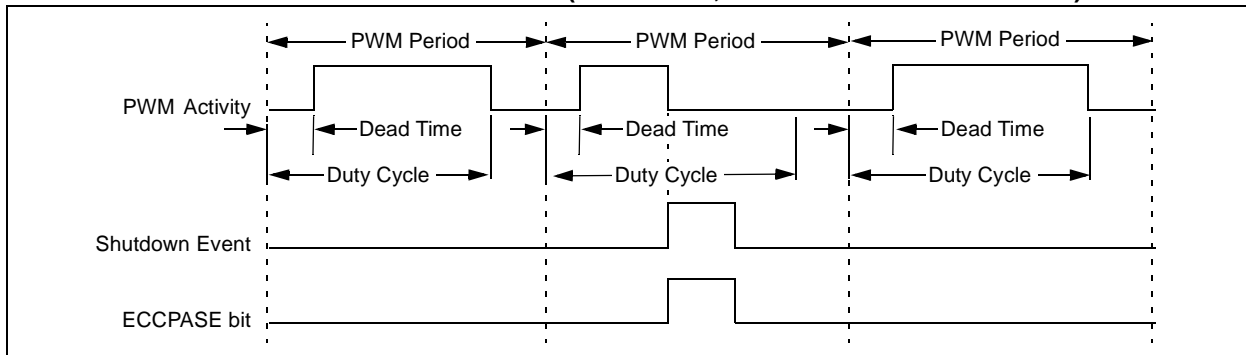 PWM Period PWM Period PWM Period
PWM Activity
Dead Time Dead Time Dead Time
Duty Cycle Duty Cycle Duty Cycle
Shutdown Event
ECCPASE bit